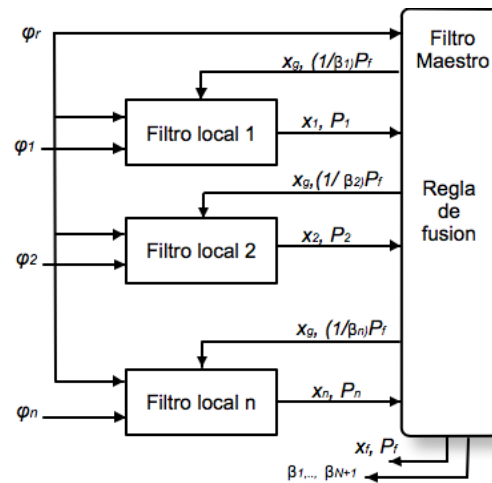 φr
Filtro
Maestro
xg, (1/β1)Pf
Filtro local 1
x1, P1
φ1
xg,(1/ β2)Pf
Regla
de
fusion
Filtro local 2
x2, P2
φ2
xg, (1/βn)Pf
Filtro local n
xn, Pn
φn
xf, Pf
β1,.., βN+1